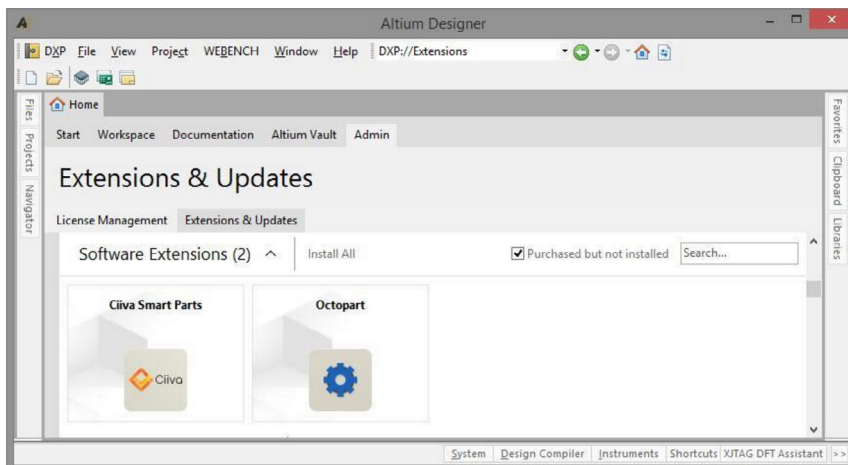 Altium Designer
DXP File View Project WEBENCH Window Help DXP://Extensions
Files
Projects
Navigator
Home
Start Workspace Documentation Altium Vault Admin
Extensions & Updates
License Management Extensions & Updates
Software Extensions (2) Install All Purchased but not installed Search...
Ciiva Smart Parts Octopart
Ciiva
Favorites
Clipboard
Libraries
System Design Compiler Instruments Shortcuts XJTAG DFT Assistant >>